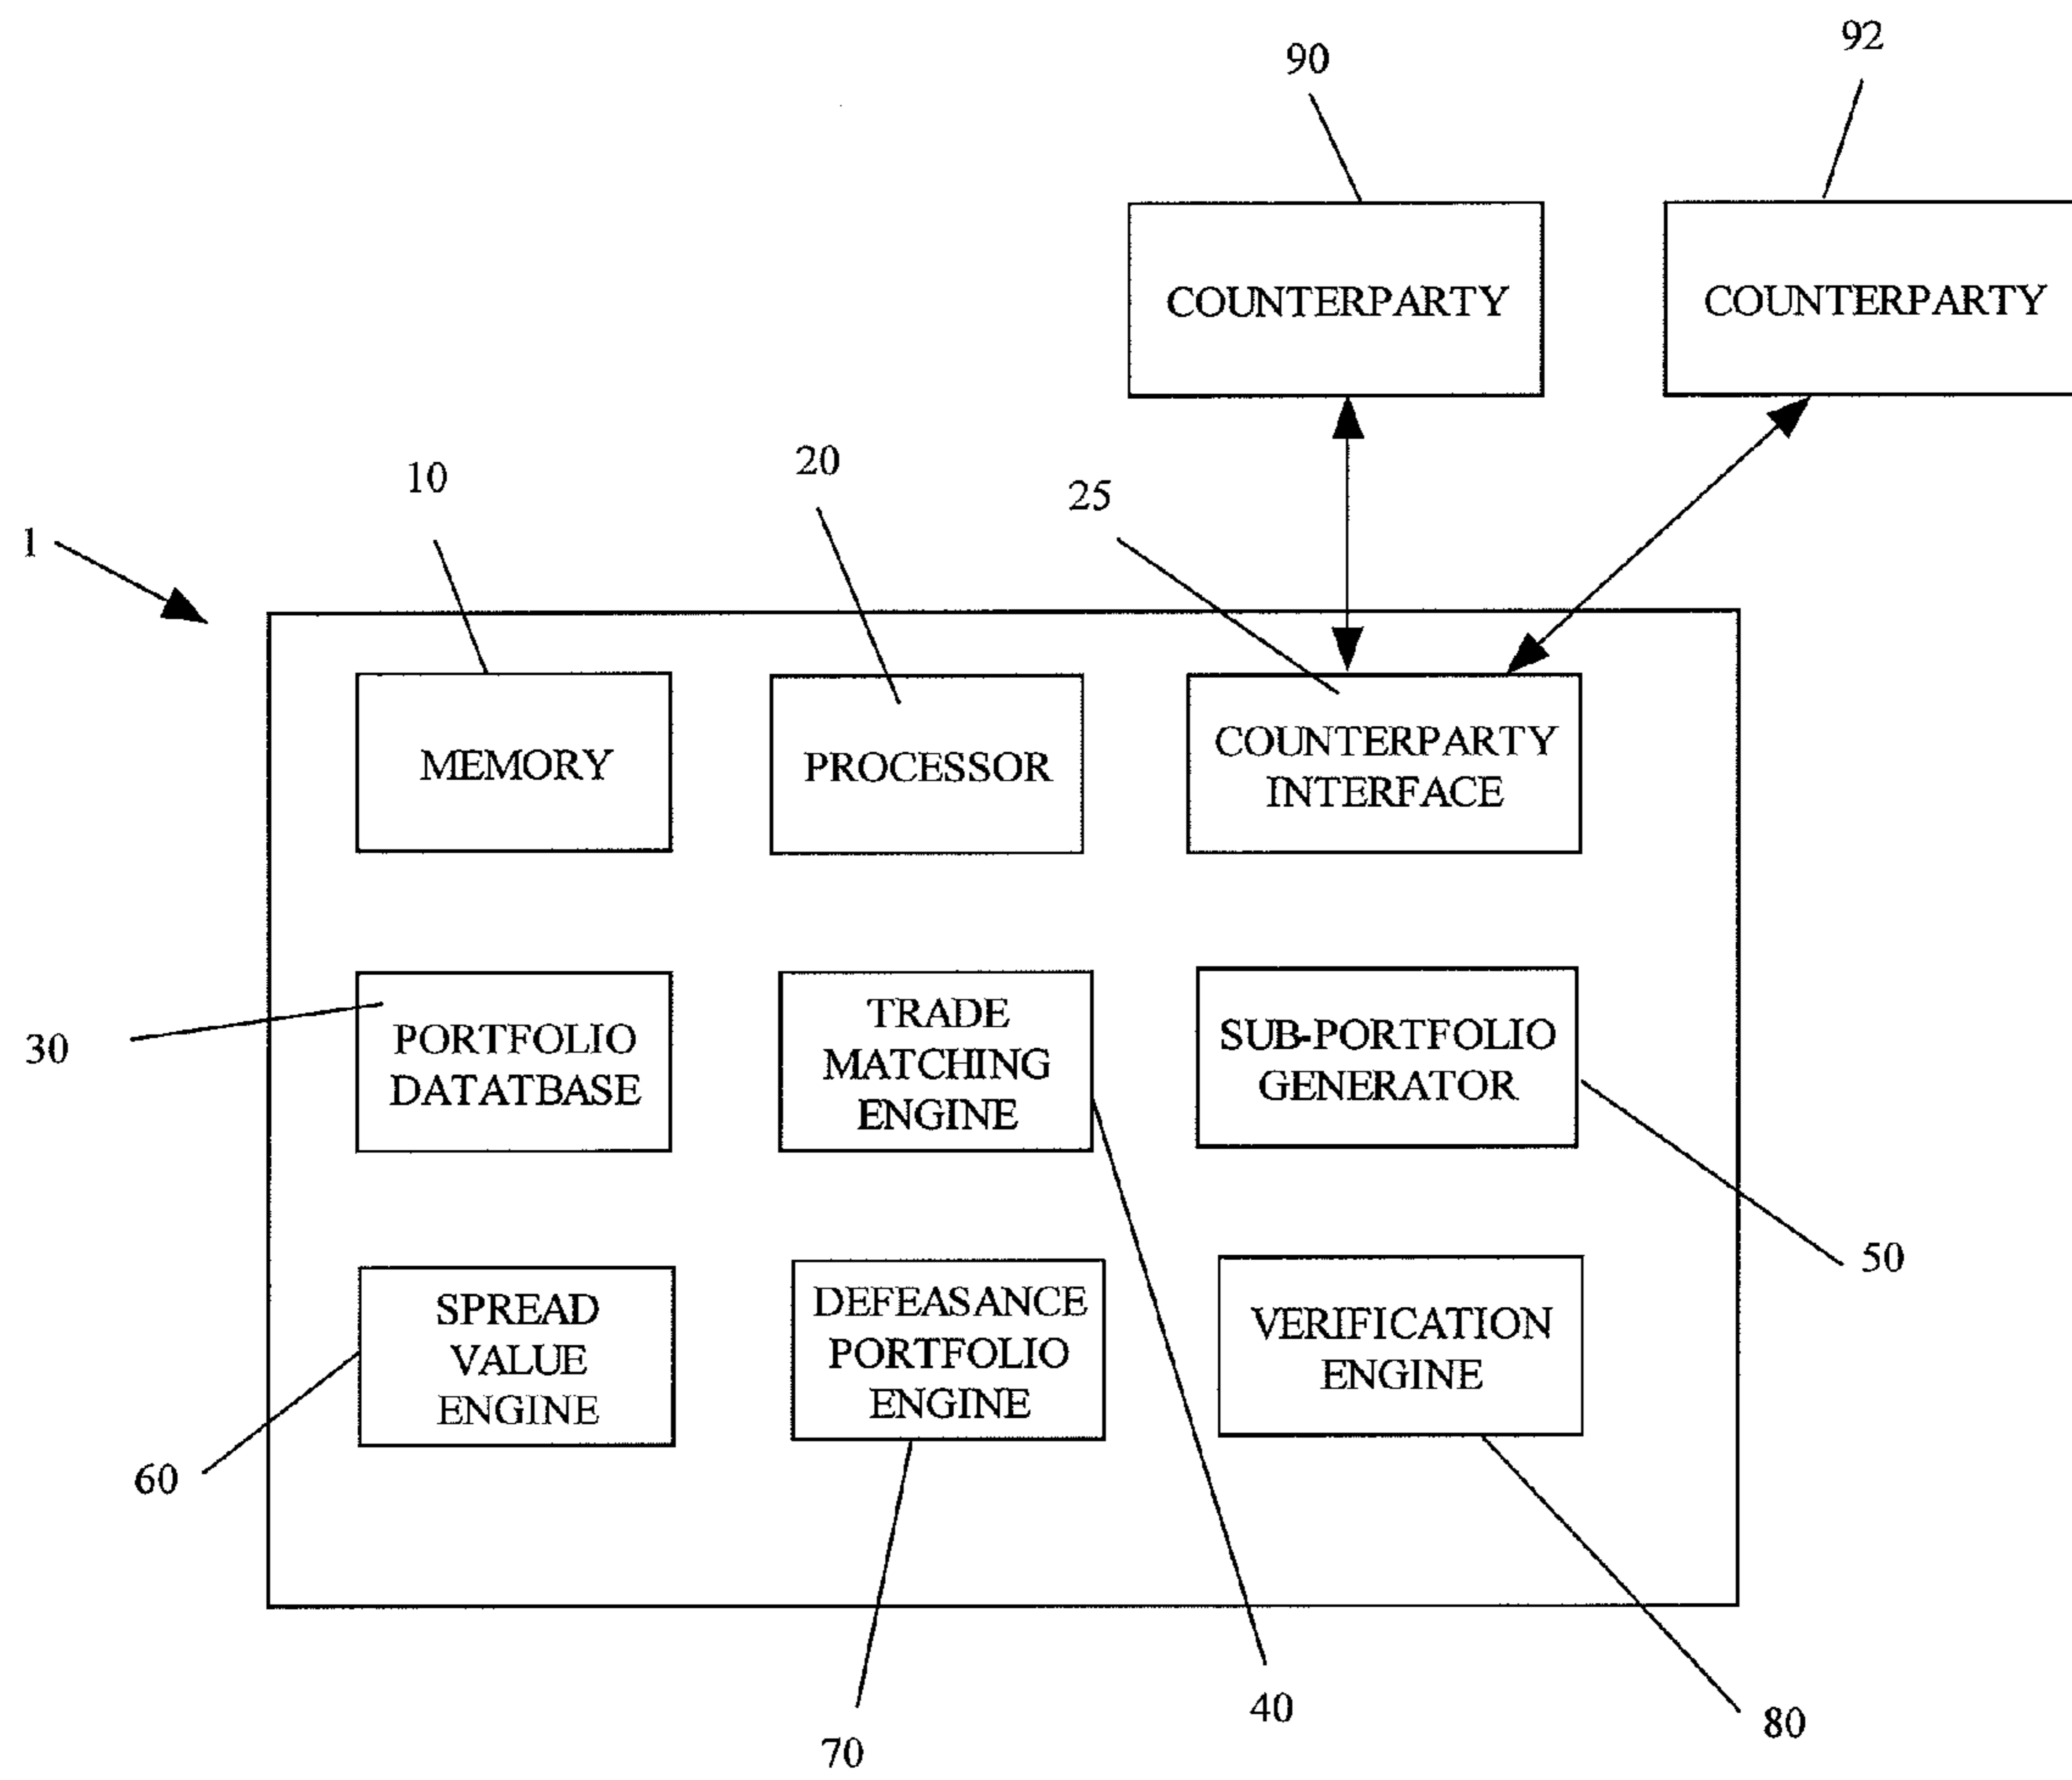 92
90
COUNTERPARTY
COUNTERPARTY
20
10
25
1
MEMORY
PROCESSOR
COUNTERPARTY
INTERFACE
30
PORTFOLIO
DATATBASE
TRADE
MATCHING
ENGINE
SUB-PORTFOLIO
GENERATOR
50
SPREAD
VALUE
ENGINE
DEFEASANCE
PORTFOLIO
ENGINE
VERIFICATION
ENGINE
60
40
80
70